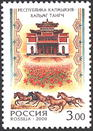 РЕСПУБЛИКА КАЛМЫКИЯ
ХАЛЬМГ ТАНГЧ
РОССИЯ
ROSSIJA • 2009
3.00